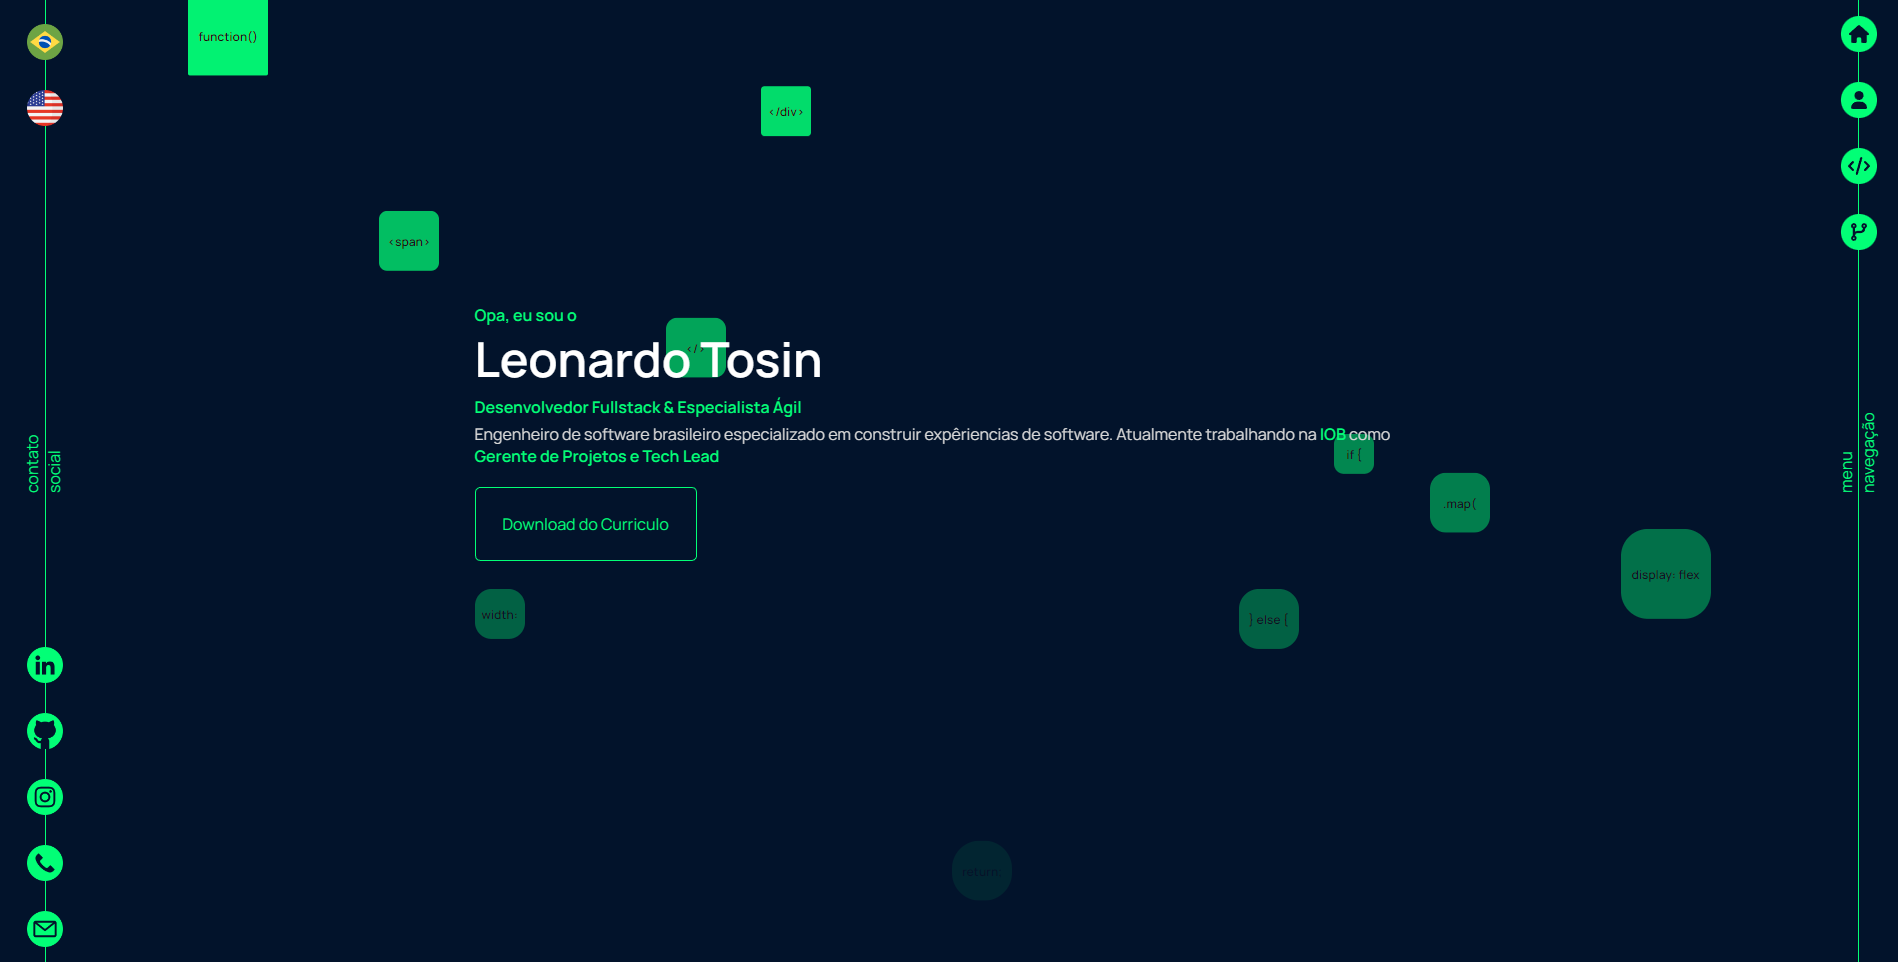 function()
</div>
<span>
Opa, eu sou o
</>
Leonardo Tosin
Desenvolvedor Fullstack & Especialista Ágil
Engenheiro de software brasileiro especializado em construir expêriencias de software. Atualmente trabalhando na IOB como
Gerente de Projetos e Tech Lead
if {
.map(
Download do Curriculo
display: flex
width:
} else {
return
contato
social
menu
navegação
in
</>